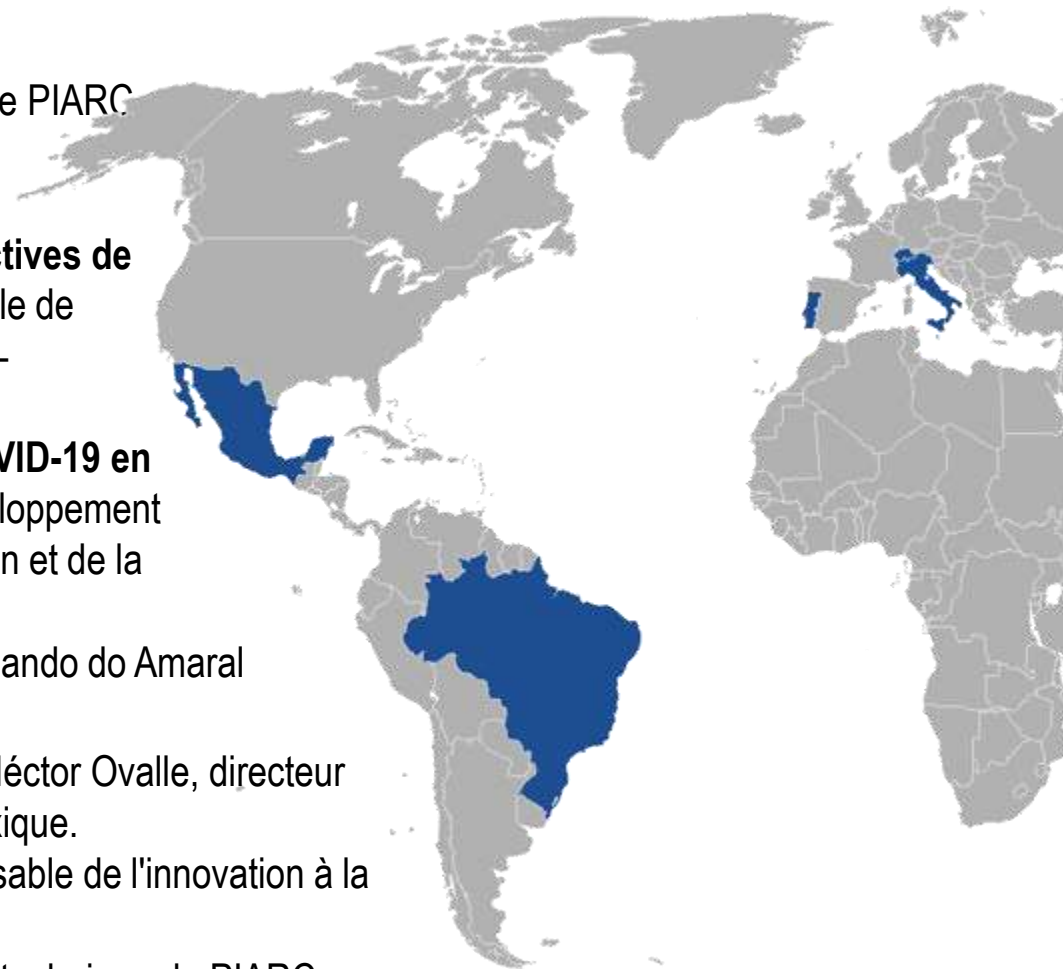 e PIARC
ctives de
le de
–
VID-19 en
loppement
n et de la
ando do Amaral
Héctor Ovalle, directeur
xique.
sable de l'innovation à la